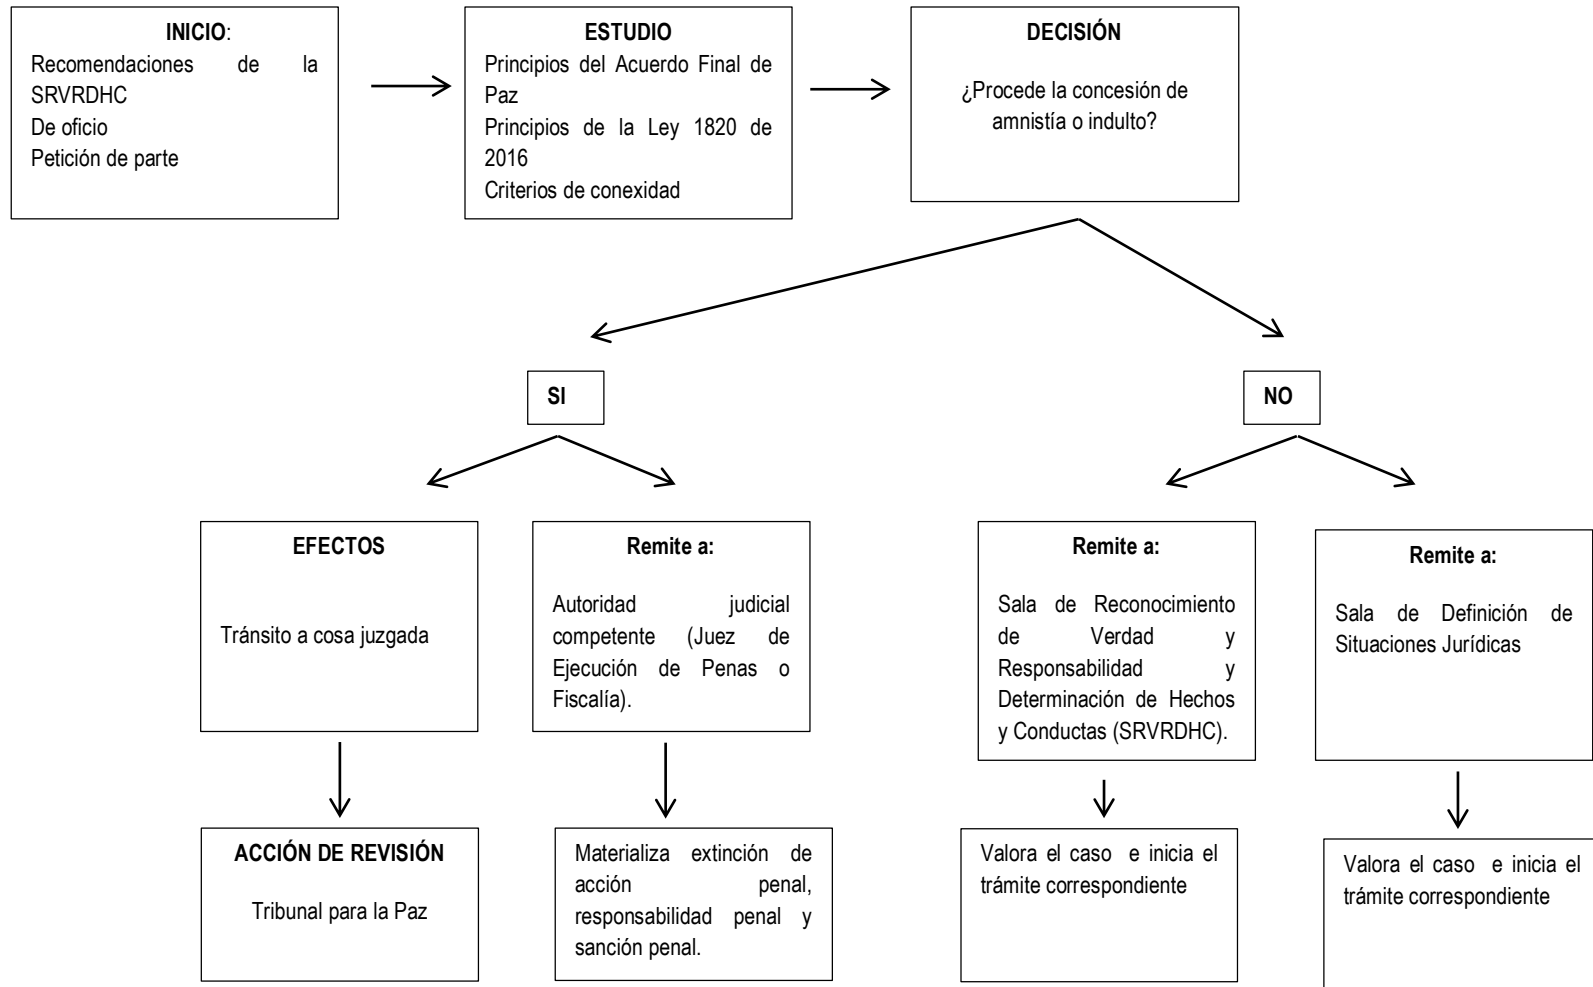 INICIO:
Recomendaciones de la
SRVRDHC
De oficio
Petición de parte
ESTUDIO
Principios del Acuerdo Final de
Paz
Principios de la Ley 1820 de
2016
Criterios de conexidad
DECISIÓN
¿Procede la concesión de
amnistía o indulto?
SI
NO
EFECTOS
Tránsito a cosa juzgada
Remite a:
Autoridad judicial
competente (Juez de
Ejecución de Penas o
Fiscalía).
Remite a:
Sala de Reconocimiento
de Verdad y
Responsabilidad y
Determinación de Hechos
y Conductas (SRVRDHC).
Remite a:
Sala de Definición de
Situaciones Jurídicas
ACCIÓN DE REVISIÓN
Tribunal para la Paz
Materializa extinción de
acción penal,
responsabilidad penal y
sanción penal.
Valora el caso e inicia el
trámite correspondiente
Valora el caso e inicia el
trámite correspondiente